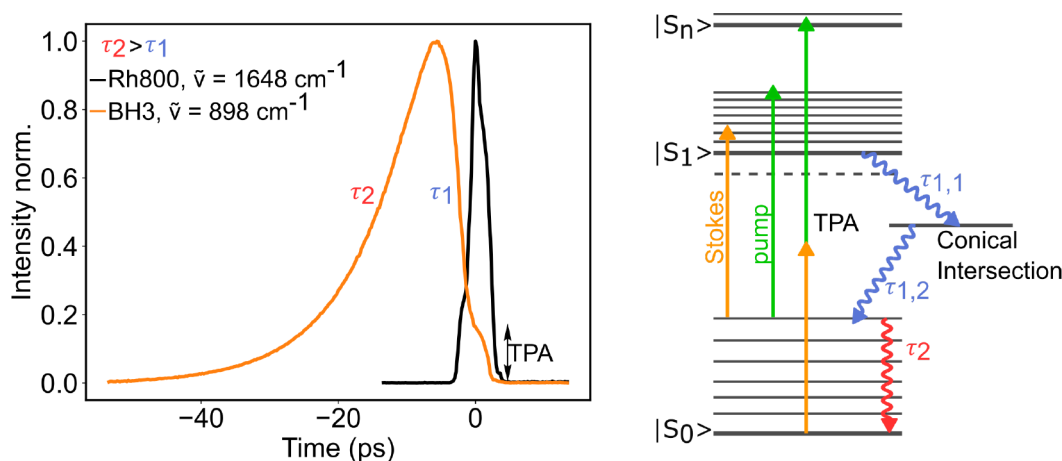 τ2>τ1
Rh800, ṽ = 1648 cm⁻¹
BH3, ṽ = 898 cm⁻¹
Intensity norm.
1.0
0.8
0.6
0.4
0.2
0.0
τ2
τ1
TPA
−40
−20
0
Time (ps)
|Sn>
|S1>
|S0>
Stokes
pump
TPA
τ1,1
Conical
Intersection
τ1,2
τ2